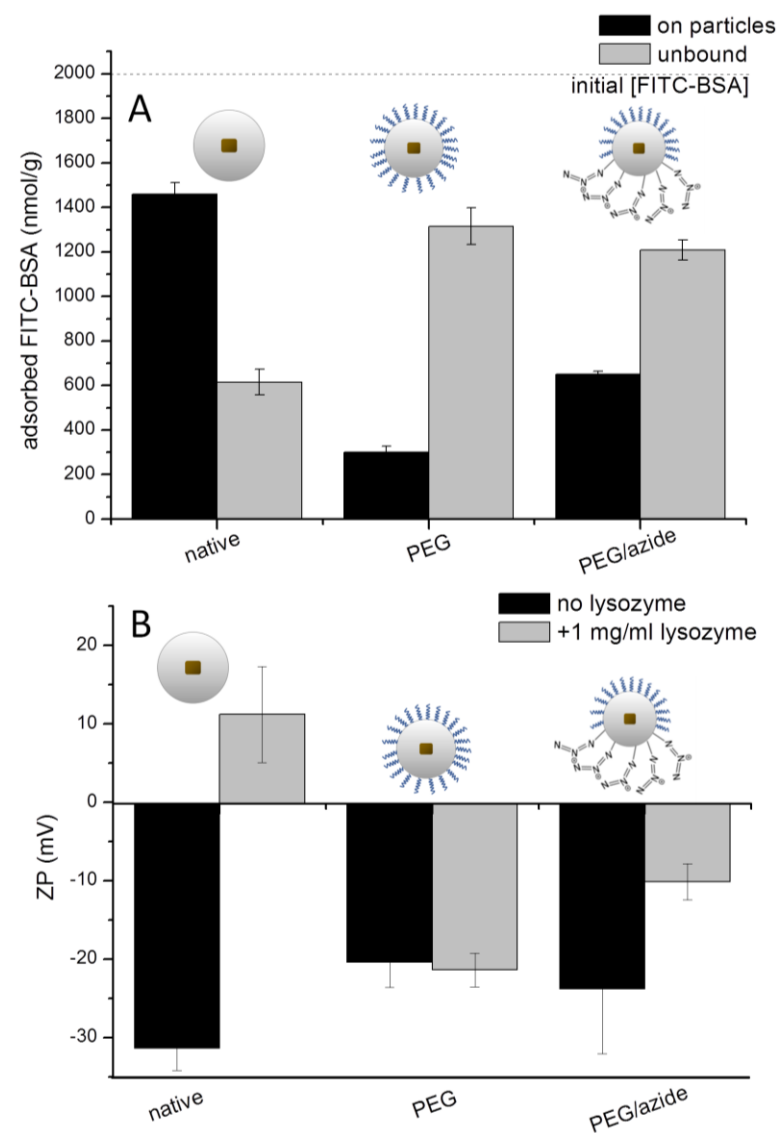 on particles
unbound
initial [FITC-BSA]
A
adsorbed FITC-BSA (nmol/g)
2000
1800
1600
1400
1200
1000
800
600
400
200
0
native
PEG
PEG/azide
B
no lysozyme
+1 mg/ml lysozyme
ZP (mV)
20
10
0
-10
-20
-30
native
PEG
PEG/azide